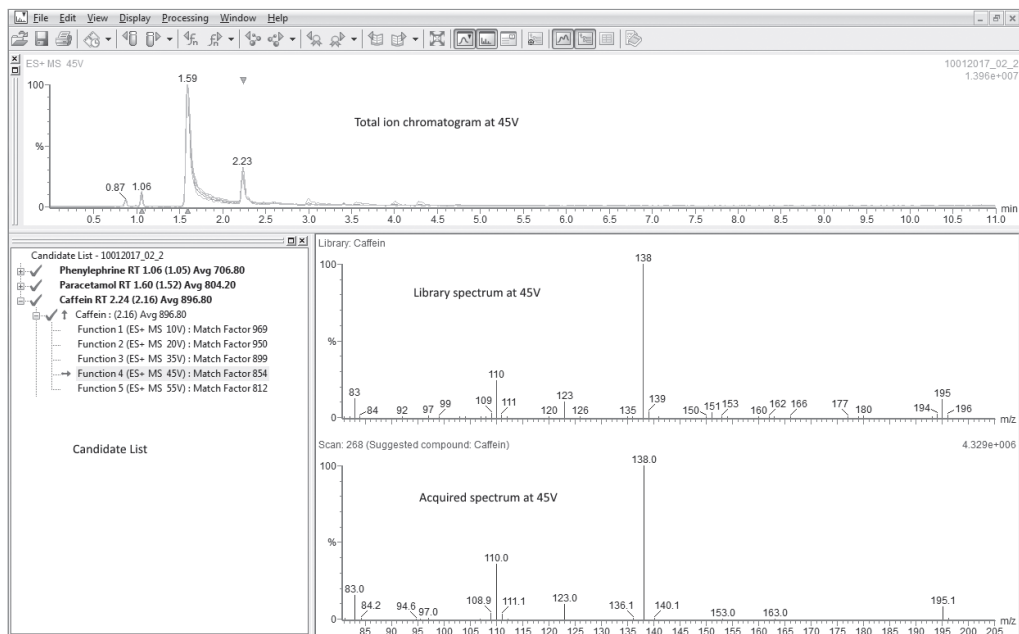 File Edit View Display Processing Window Help
ES+ MS 45V
10012017_02_2
1.396e+007
100
%
0
0.87
1.06
1.59
2.23
Total ion chromatogram at 45V
0.5 1.0 1.5 2.0 2.5 3.0 3.5 4.0 4.5 5.0 5.5 6.0 6.5 7.0 7.5 8.0 8.5 9.0 9.5 10.0 10.5 11.0
min
Candidate List - 10012017_02_2
Phenylephrine RT 1.06 (1.05) Avg 706.80
Paracetamol RT 1.60 (1.52) Avg 804.20
Caffein RT 2.24 (2.16) Avg 896.80
Caffein : (2.16) Avg 896.80
Function 1 (ES+ MS 10V) : Match Factor 969
Function 2 (ES+ MS 20V) : Match Factor 950
Function 3 (ES+ MS 35V) : Match Factor 899
Function 4 (ES+ MS 45V) : Match Factor 854
Function 5 (ES+ MS 55V) : Match Factor 812
Candidate List
Library: Caffein
100
%
0
Library spectrum at 45V
83 84 92 97 99 109 110 111 120 123 126 135 138 139 150 151 153 160 162 166 177 180 194 195 196
m/z
Scan: 268 (Suggested compound: Caffein)
4.329e+006
100
%
0
Acquired spectrum at 45V
83.0 84.2 94.6 97.0 108.9 110.0 111.1 123.0 136.1 138.0 140.1 153.0 163.0 195.1
m/z
85 90 95 100 105 110 115 120 125 130 135 140 145 150 155 160 165 170 175 180 185 190 195 200 205